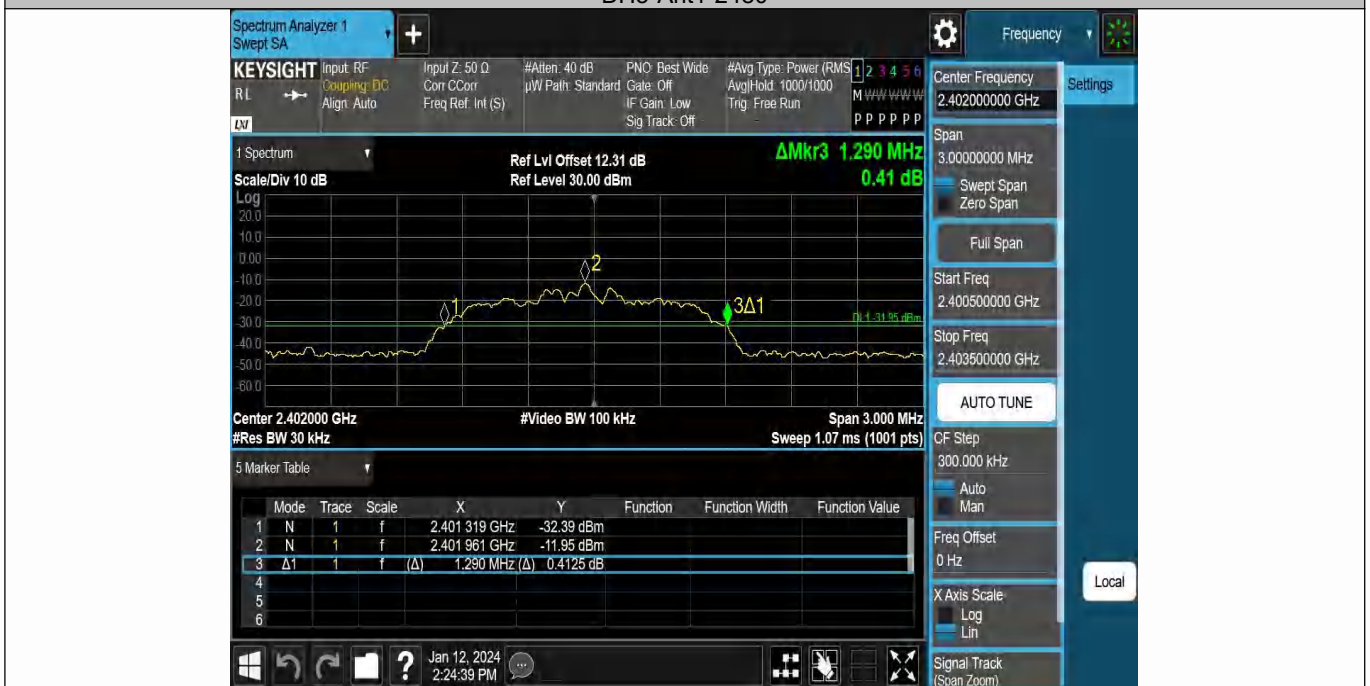 Spectrum Analyzer 1
Swept SA
+
Frequency
KEYSIGHT
RL
LXI
Input: RF
Coupling: DC
Align: Auto
Input Z: 50 Ω
Corr CCorr
Freq Ref: Int (S)
#Atten: 40 dB
µW Path: Standard
PNO: Best Wide
Gate: Off
IF Gain: Low
Sig Track: Off
#Avg Type: Power (RMS
Avg|Hold: 1000/1000
Trig: Free Run
1 2 3 4 5 6
M W W W W W
P P P P P P
Center Frequency
2.402000000 GHz
Settings
Span
3.00000000 MHz
Swept Span
Zero Span
Full Span
Start Freq
2.400500000 GHz
Stop Freq
2.403500000 GHz
AUTO TUNE
CF Step
300.000 kHz
Auto
Man
Freq Offset
0 Hz
X Axis Scale
Log
Lin
Signal Track
(Span Zoom)
Local
1 Spectrum
Scale/Div 10 dB
Ref Lvl Offset 12.31 dB
Ref Level 30.00 dBm
ΔMkr3 1.290 MHz
0.41 dB
Log
20.0
10.0
0.00
-10.0
-20.0
-30.0
-40.0
-50.0
-60.0
1
2
3Δ1
DL1 -31.95 dBm
Center 2.402000 GHz
#Video BW 100 kHz
Span 3.000 MHz
#Res BW 30 kHz
Sweep 1.07 ms (1001 pts)
5 Marker Table
Mode Trace Scale X Y Function Function Width Function Value
1 N 1 f 2.401 319 GHz -32.39 dBm
2 N 1 f 2.401 961 GHz -11.95 dBm
3 Δ1 1 f (Δ) 1.290 MHz (Δ) 0.4125 dB
4
5
6
?
Jan 12, 2024
2:24:39 PM